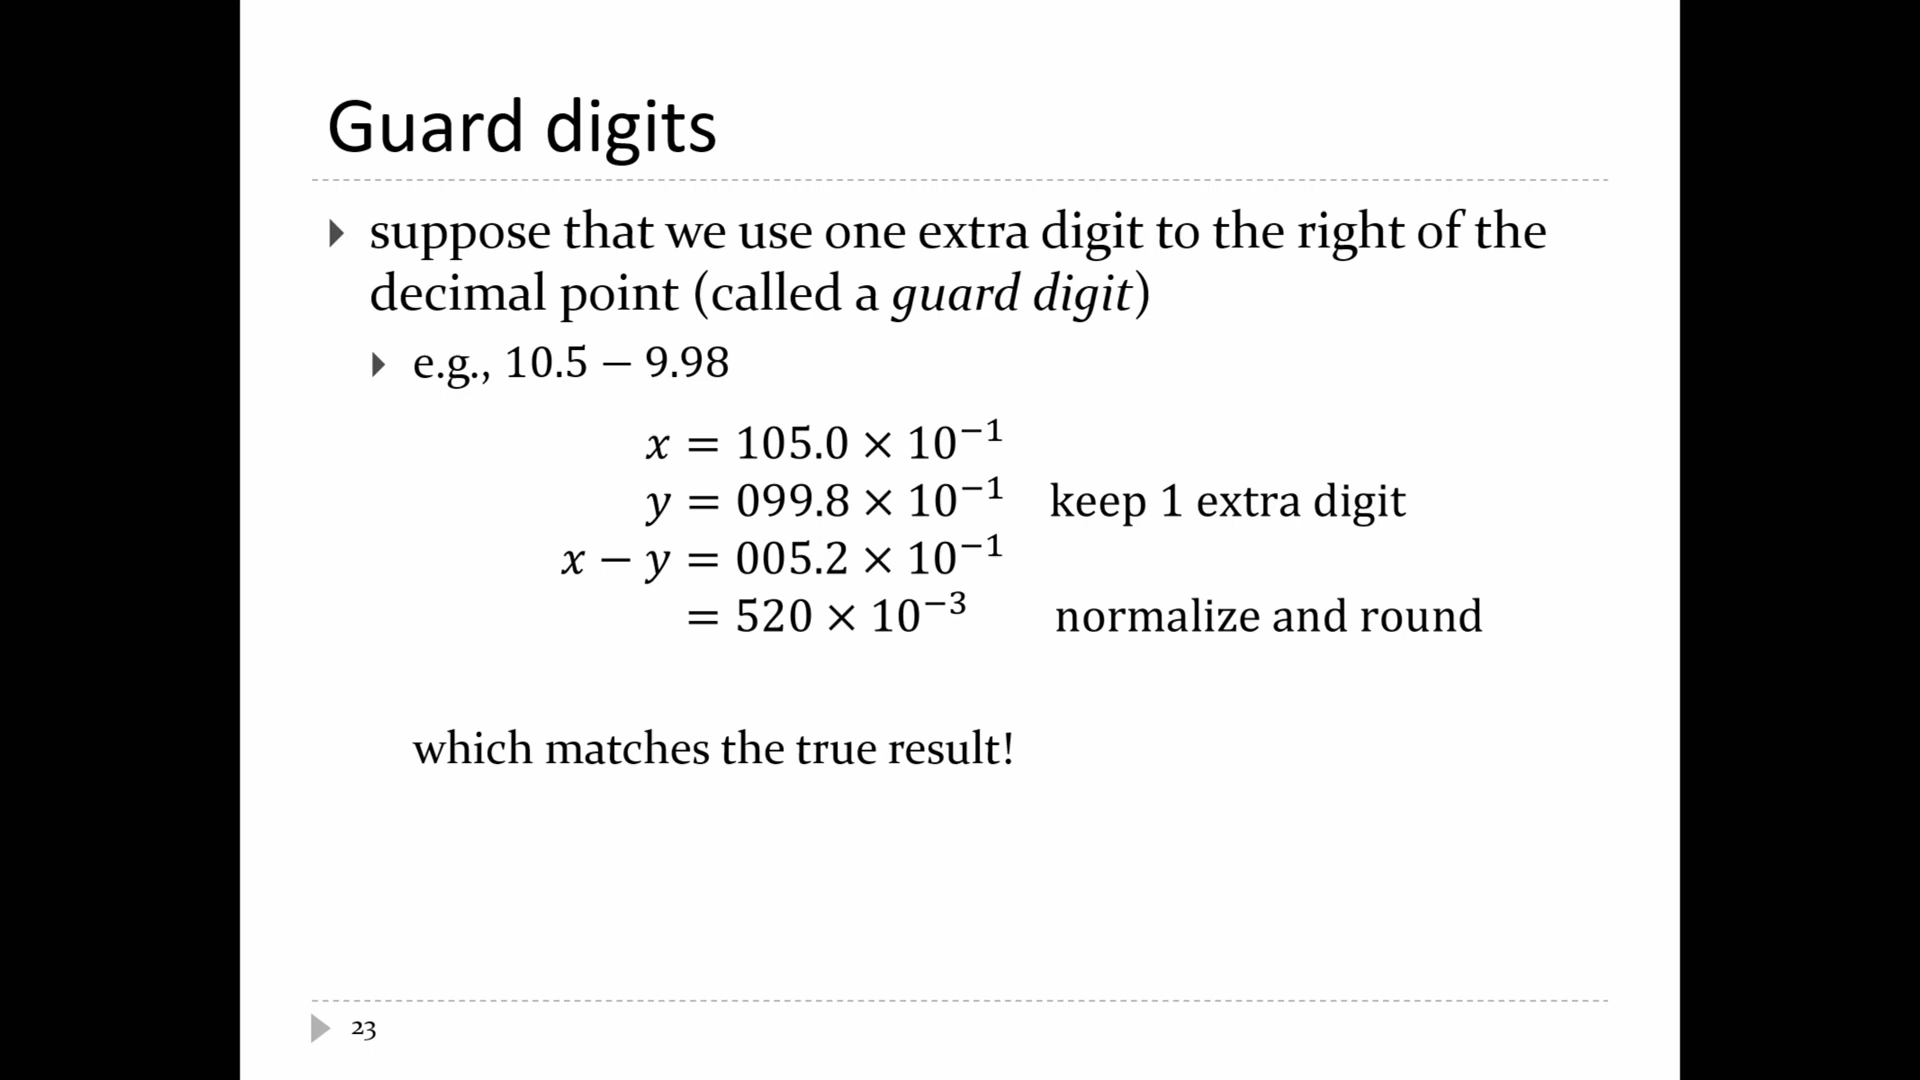 Guard digits
suppose that we use one extra digit to the right of the
decimal point (called a guard digit)
e.g., 10.5 − 9.98
x = 105.0 × 10⁻¹
y = 099.8 × 10⁻¹ keep 1 extra digit
x − y = 005.2 × 10⁻¹
= 520 × 10⁻³ normalize and round
which matches the true result!
23